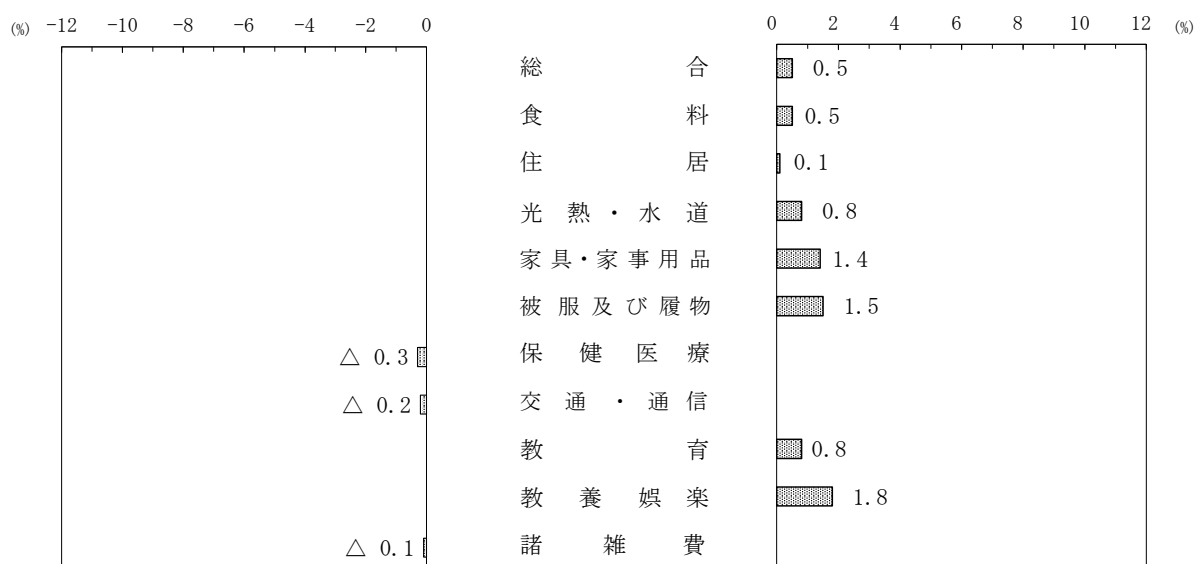 (%) -12 -10 -8 -6 -4 -2 0 0 2 4 6 8 10 12 (%)
総合 0.5
食料 0.5
住居 0.1
光熱・水道 0.8
家具・家事用品 1.4
被服及び履物 1.5
△ 0.3 保健医療
△ 0.2 交通・通信
教育 0.8
教養娯楽 1.8
△ 0.1 諸雑費